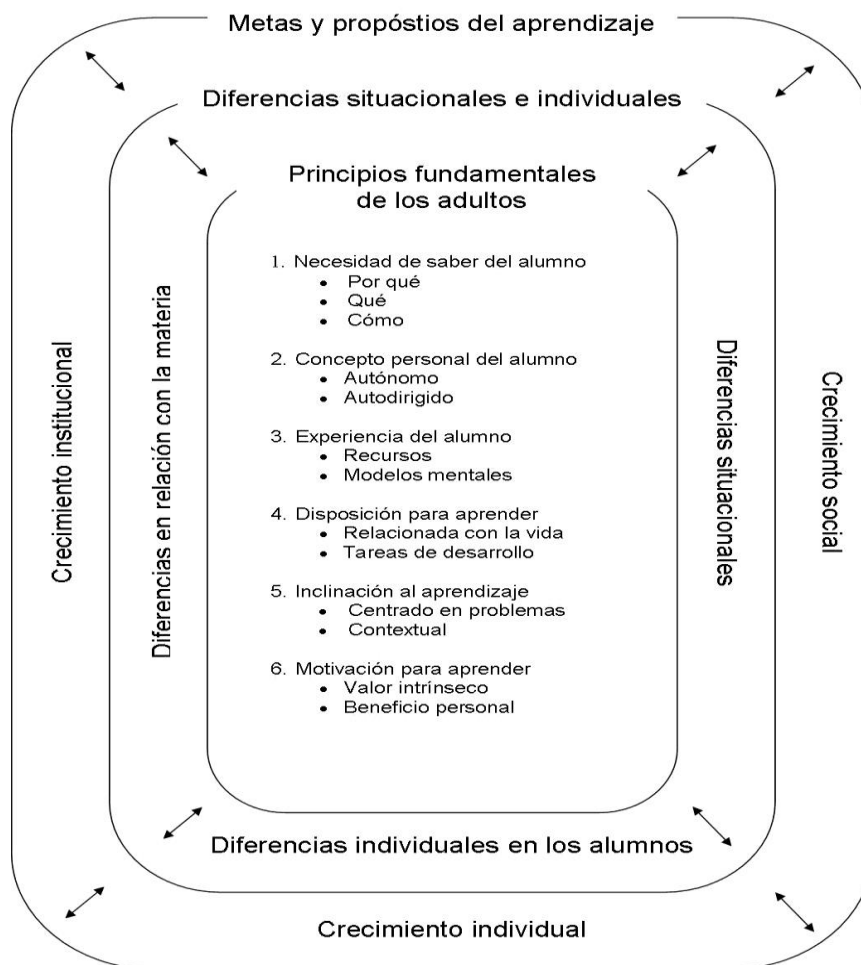 Metas y propóstios del aprendizaje
Diferencias situacionales e individuales
Principios fundamentales
de los adultos
1. Necesidad de saber del alumno
• Por qué
• Qué
• Cómo
2. Concepto personal del alumno
• Autónomo
• Autodirigido
3. Experiencia del alumno
• Recursos
• Modelos mentales
4. Disposición para aprender
• Relacionada con la vida
• Tareas de desarrollo
5. Inclinación al aprendizaje
• Centrado en problemas
• Contextual
6. Motivación para aprender
• Valor intrínseco
• Beneficio personal
Crecimiento institucional
Diferencias en relación con la materia
Diferencias situacionales
Crecimiento social
Diferencias individuales en los alumnos
Crecimiento individual